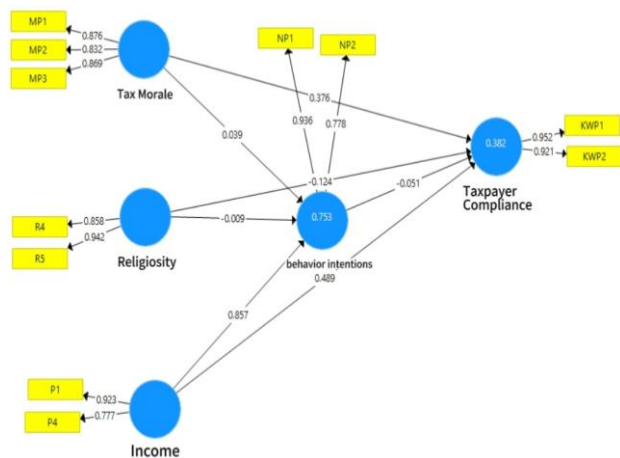 MP1
0.876
MP2
0.832
MP3
0.869
Tax Morale
NP1
NP2
0.936
0.778
0.376
0.039
0.382
0.952
KWP1
0.921
KWP2
Taxpayer
Compliance
-0.124
-0.051
R4
0.858
R5
0.942
Religiosity
-0.009
0.753
behavior intentions
0.489
0.857
P1
0.923
P4
0.777
Income